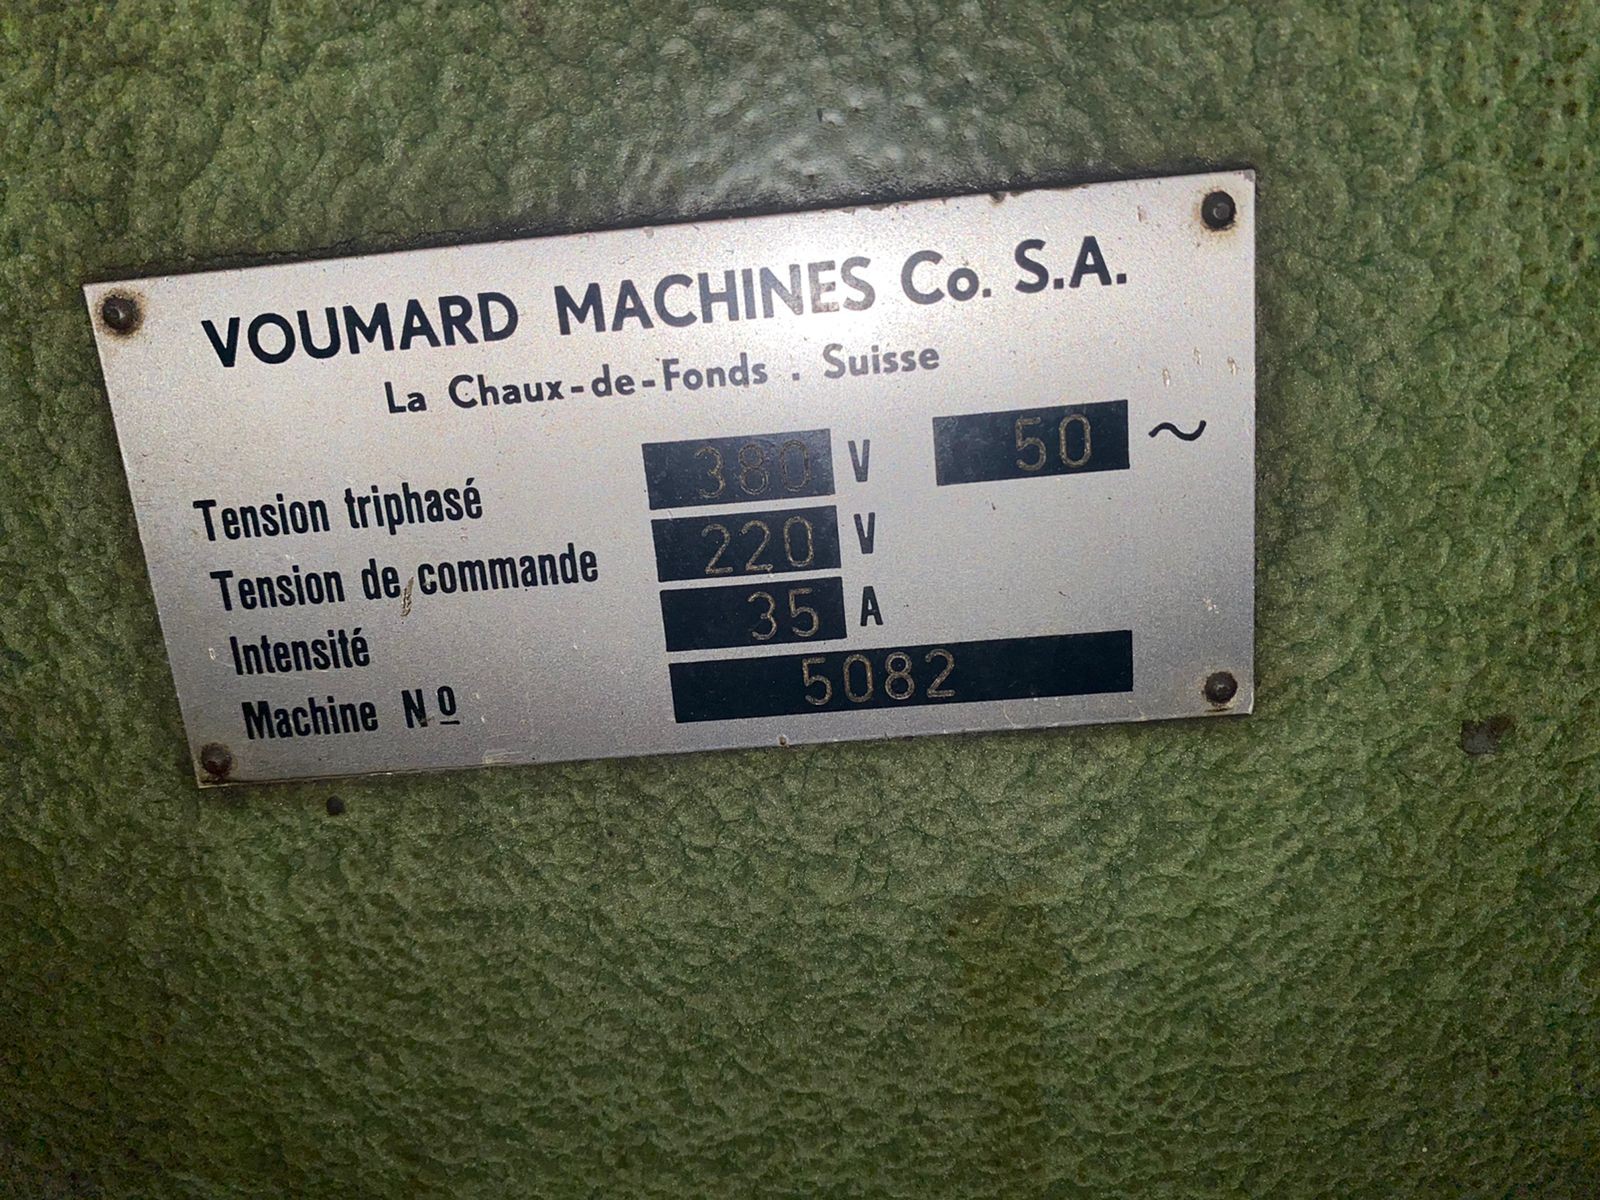 VOUMARD MACHINES Co. S.A.
La Chaux-de-Fonds . Suisse
Tension triphasé 380 V 50 ~
Tension de commande 220 V
Intensité 35 A
Machine Nº 5082